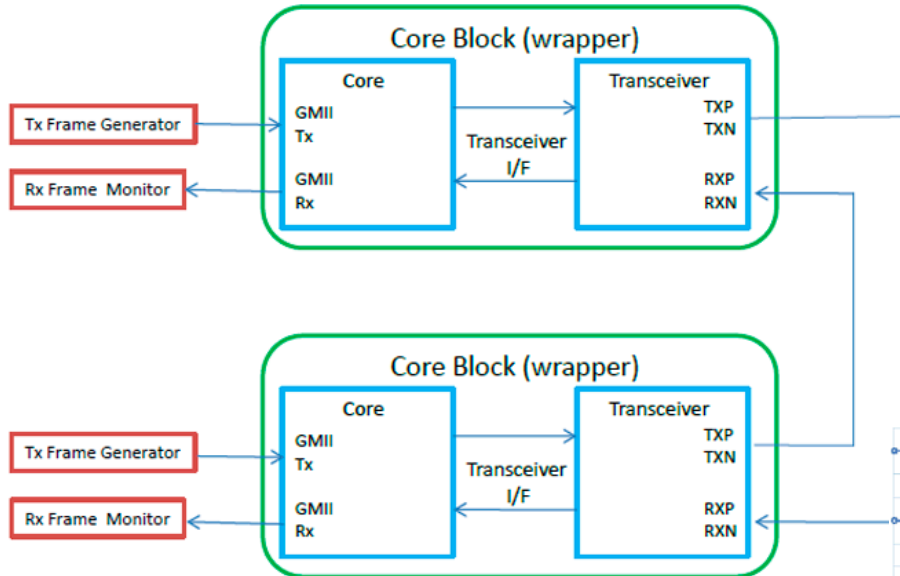 Core Block (wrapper)
Core
Transceiver
GMII
Tx
TXP
TXN
Tx Frame Generator
Transceiver
I/F
Rx Frame Monitor
GMII
Rx
RXP
RXN
Core Block (wrapper)
Core
Transceiver
GMII
Tx
TXP
TXN
Tx Frame Generator
Transceiver
I/F
Rx Frame Monitor
GMII
Rx
RXP
RXN